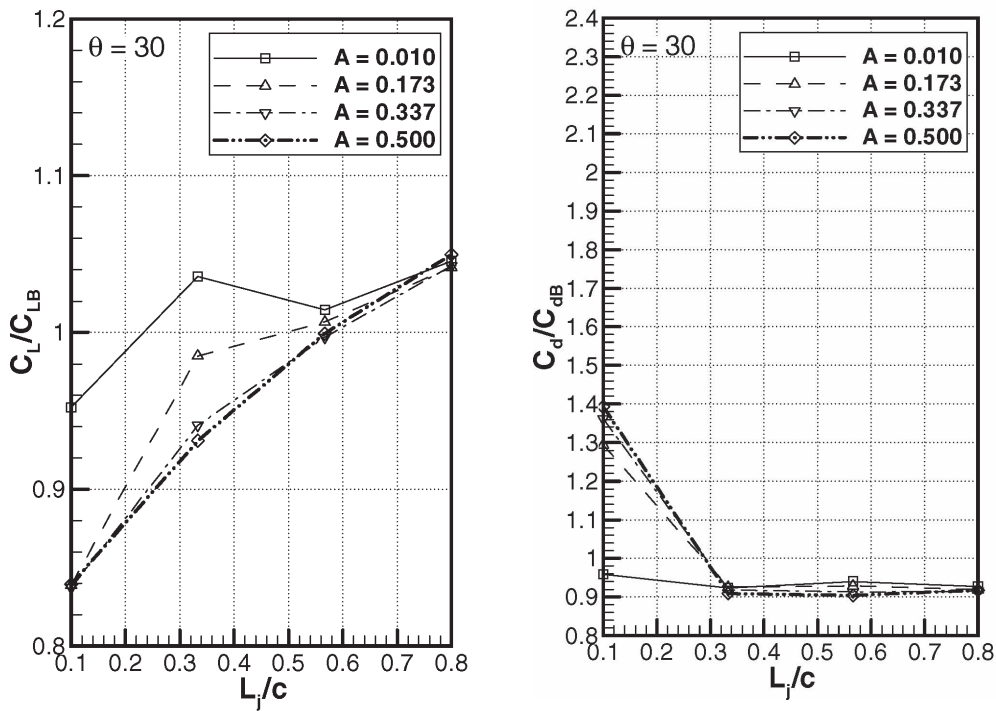 θ = 30
A = 0.010
A = 0.173
A = 0.337
A = 0.500
1.2
1.1
1
0.9
0.8
C_L/C_LB
0.1 0.2 0.3 0.4 0.5 0.6 0.7 0.8
L_j/c
θ = 30
A = 0.010
A = 0.173
A = 0.337
A = 0.500
2.4
2.3
2.2
2.1
2
1.9
1.8
1.7
1.6
1.5
1.4
1.3
1.2
1.1
1
0.9
0.8
C_d/C_dB
0.1 0.2 0.3 0.4 0.5 0.6 0.7 0.8
L_j/c